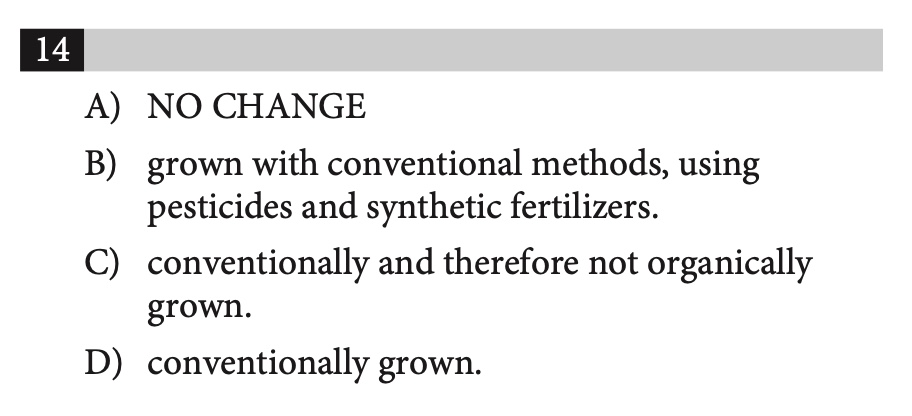 14
A) NO CHANGE
B) grown with conventional methods, using
pesticides and synthetic fertilizers.
C) conventionally and therefore not organically
grown.
D) conventionally grown.